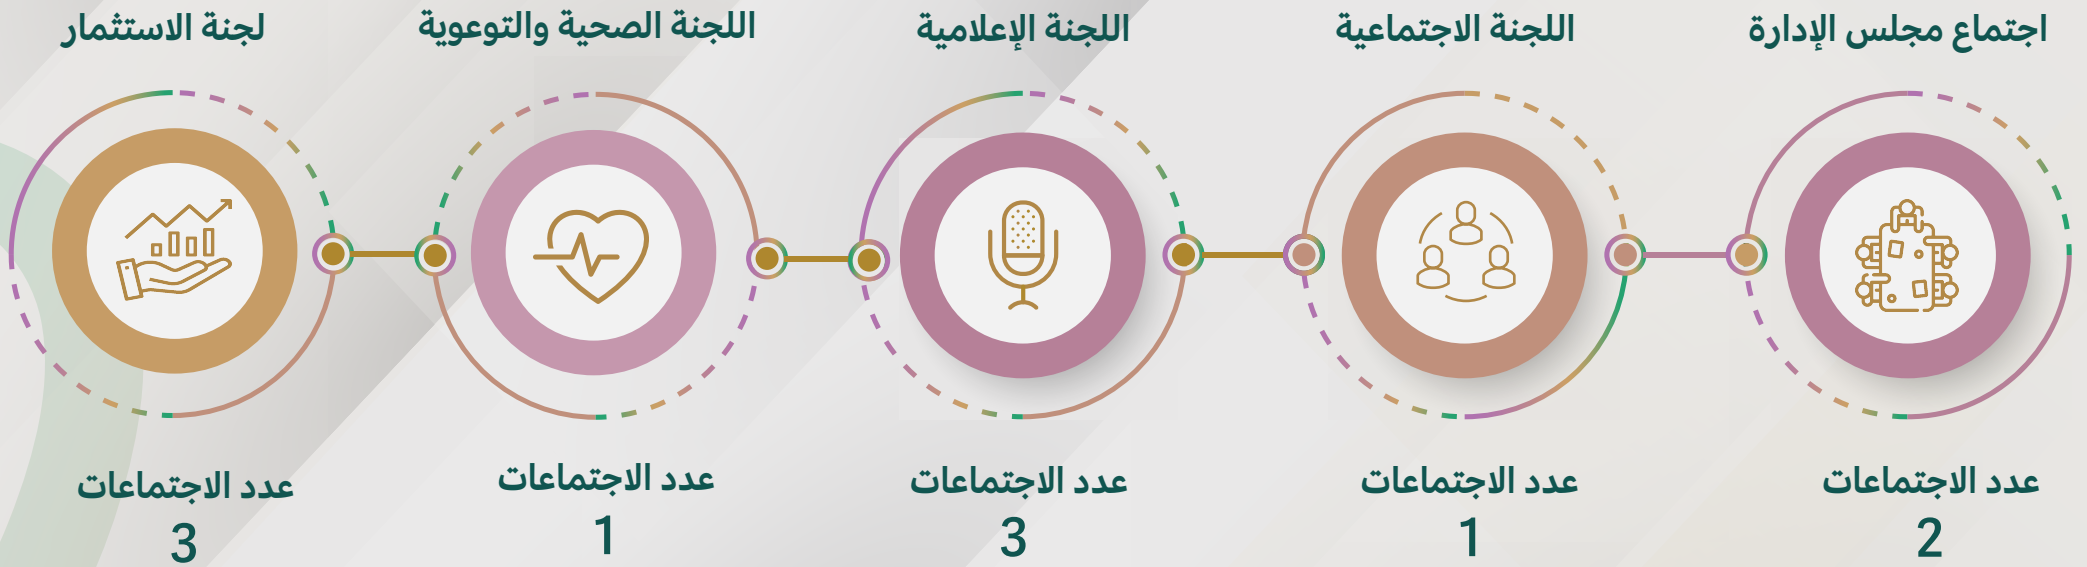 اجتماع مجلس الإدارة
اللجنة الاجتماعية
اللجنة الإعلامية
اللجنة الصحية والتوعوية
لجنة الاستثمار
عدد الاجتماعات
2
عدد الاجتماعات
1
عدد الاجتماعات
3
عدد الاجتماعات
1
عدد الاجتماعات
3